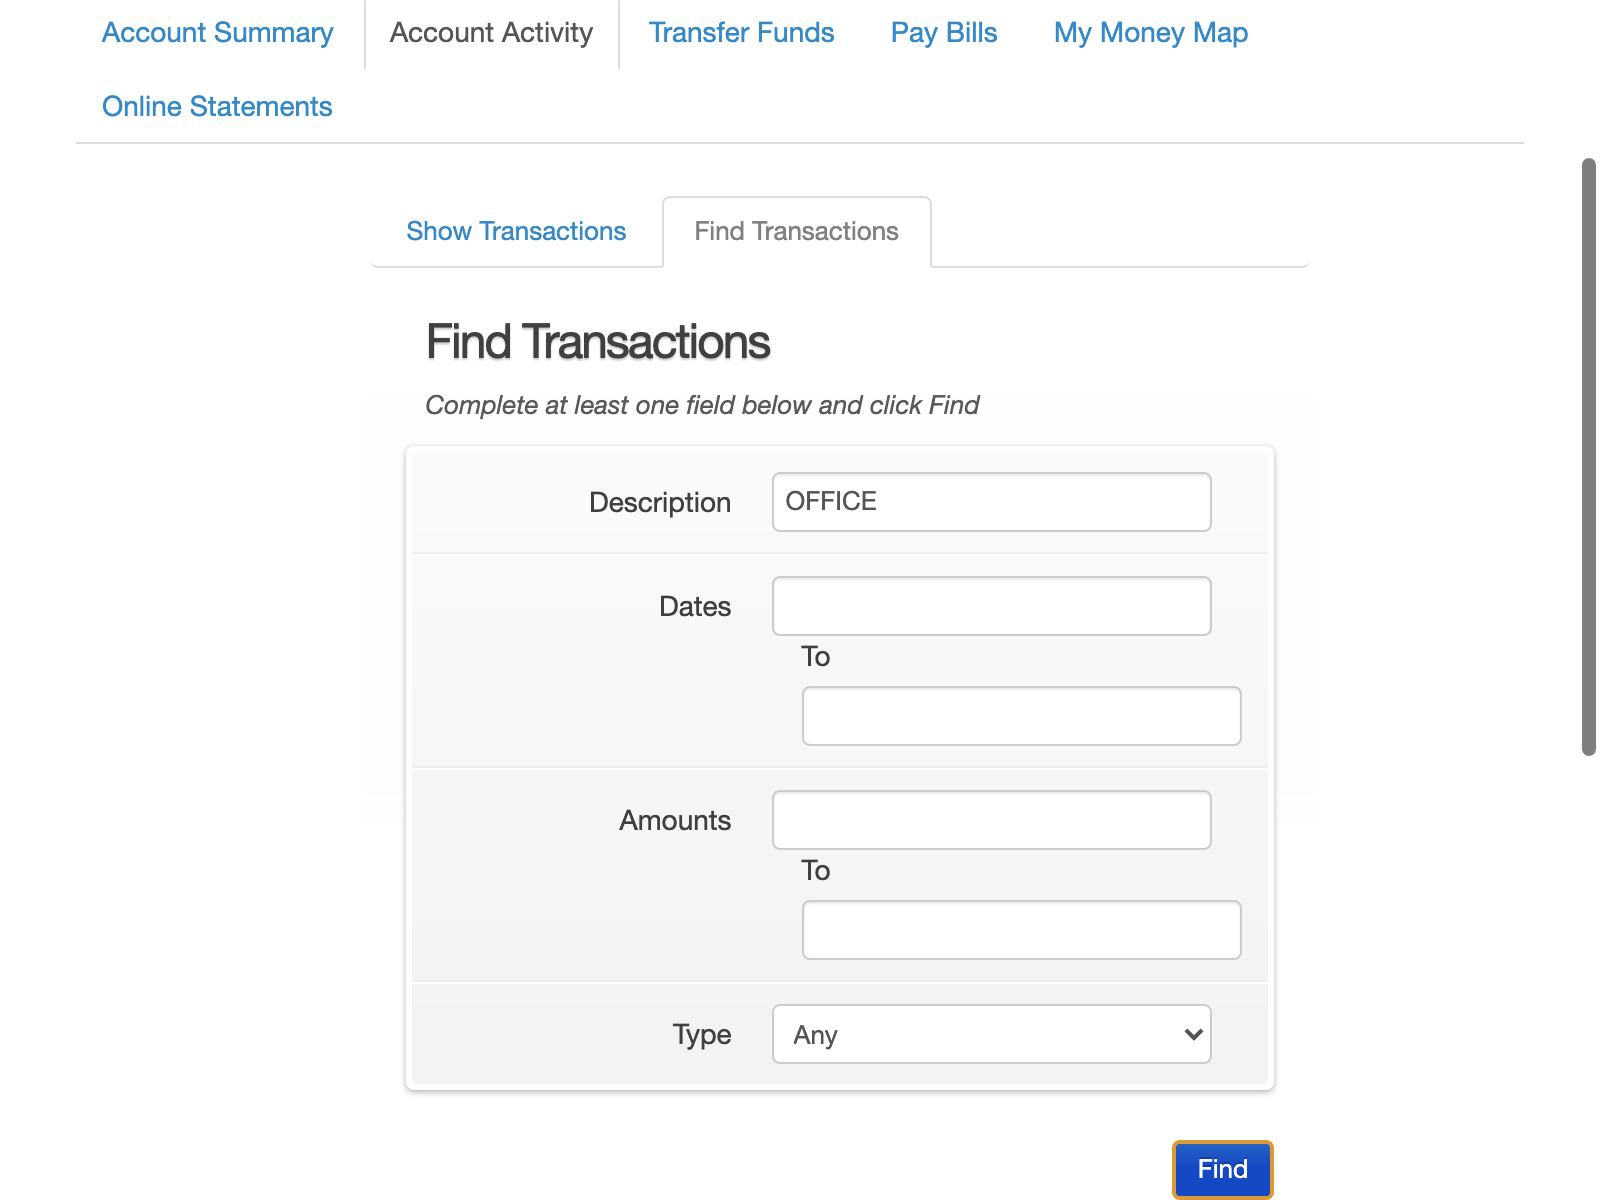 Account Summary Account Activity Transfer Funds Pay Bills My Money Map
Online Statements
Show Transactions Find Transactions
Find Transactions
Complete at least one field below and click Find
Description OFFICE
Dates
To
Amounts
To
Type Any
Find